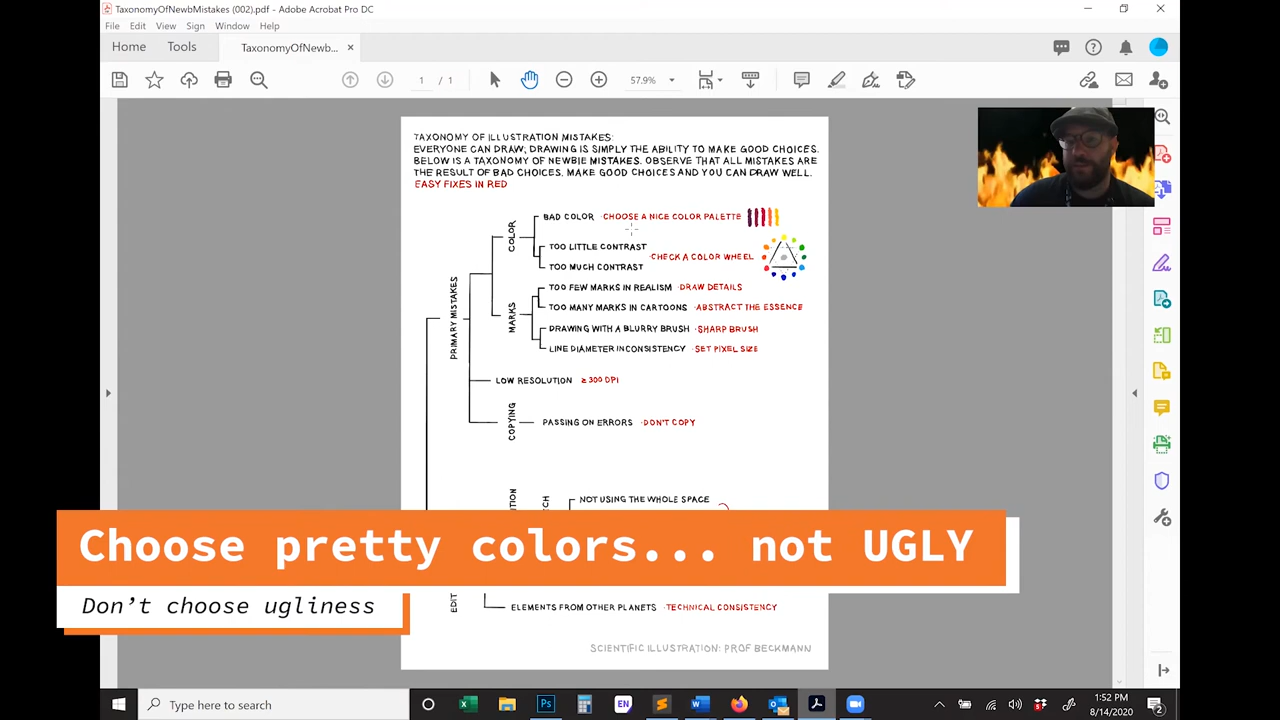 TaxonomyOfNewbMistakes (002).pdf - Adobe Acrobat Pro DC
File Edit View Sign Window Help
Home Tools TaxonomyOfNewb... ×
1 / 1 57.9%
TAXONOMY OF ILLUSTRATION MISTAKES:
EVERYONE CAN DRAW; DRAWING IS SIMPLY THE ABILITY TO MAKE GOOD CHOICES.
BELOW IS A TAXONOMY OF NEWBIE MISTAKES. OBSERVE THAT ALL MISTAKES ARE
THE RESULT OF BAD CHOICES. MAKE GOOD CHOICES AND YOU CAN DRAW WELL.
EASY FIXES IN RED
PRIMARY MISTAKES
COLOR
BAD COLOR ·CHOOSE A NICE COLOR PALETTE
TOO LITTLE CONTRAST
·CHECK A COLOR WHEEL
TOO MUCH CONTRAST
MARKS
TOO FEW MARKS IN REALISM ·DRAW DETAILS
TOO MANY MARKS IN CARTOONS ·ABSTRACT THE ESSENCE
DRAWING WITH A BLURRY BRUSH ·SHARP BRUSH
LINE DIAMETER INCONSISTENCY ·SET PIXEL SIZE
LOW RESOLUTION ≥300 DPI
COPYING
PASSING ON ERRORS ·DON'T COPY
NOT USING THE WHOLE SPACE
Choose pretty colors... not UGLY
Don't choose ugliness
EDIT
ELEMENTS FROM OTHER PLANETS ·TECHNICAL CONSISTENCY
SCIENTIFIC ILLUSTRATION: PROF BECKMANN
Type here to search
EN
1:52 PM
8/14/2020
2